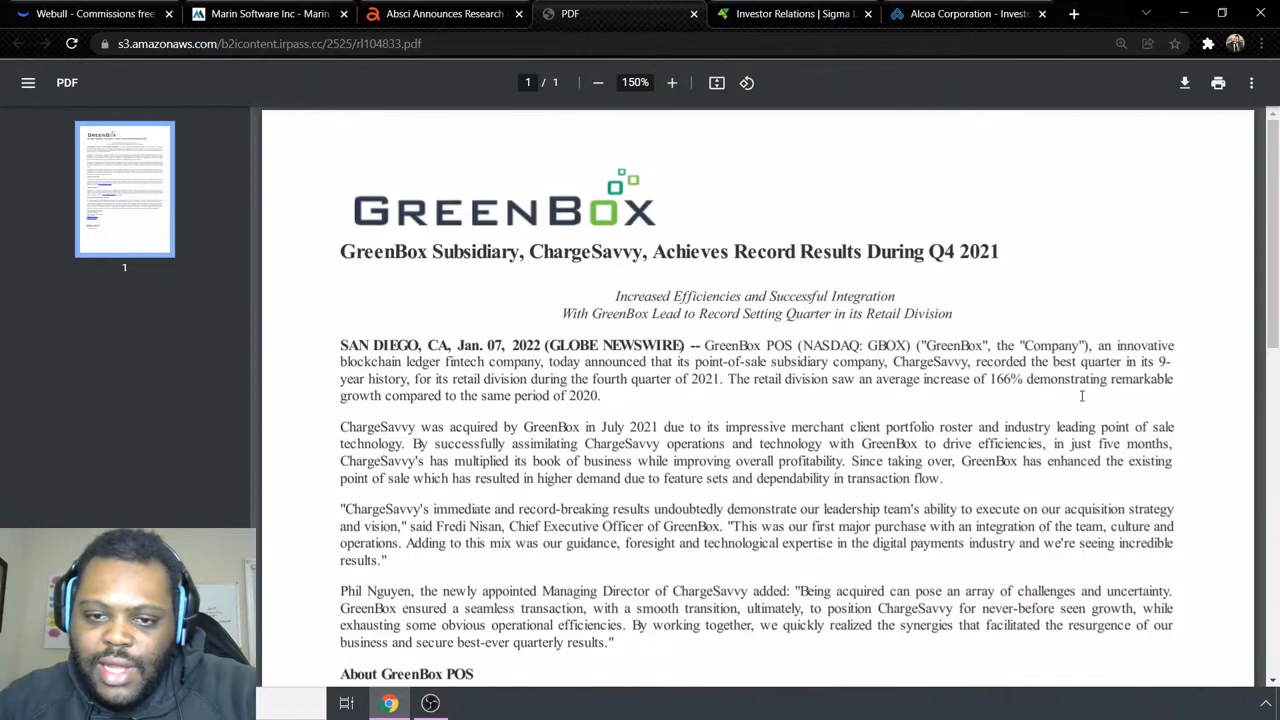 Webull - Commissions free
Marin Software Inc - Marin
Absci Announces Research
PDF
Investor Relations | Sigma L
Alcoa Corporation - Investo
s3.amazonaws.com/b2icontent.irpass.cc/2525/rl104833.pdf
PDF
1 / 1
150%
1
GREENBOX
GreenBox Subsidiary, ChargeSavvy, Achieves Record Results During Q4 2021
Increased Efficiencies and Successful Integration
With GreenBox Lead to Record Setting Quarter in its Retail Division
SAN DIEGO, CA, Jan. 07, 2022 (GLOBE NEWSWIRE) -- GreenBox POS (NASDAQ: GBOX) ("GreenBox", the "Company"), an innovative
blockchain ledger fintech company, today announced that its point-of-sale subsidiary company, ChargeSavvy, recorded the best quarter in its 9-
year history, for its retail division during the fourth quarter of 2021. The retail division saw an average increase of 166% demonstrating remarkable
growth compared to the same period of 2020.
ChargeSavvy was acquired by GreenBox in July 2021 due to its impressive merchant client portfolio roster and industry leading point of sale
technology. By successfully assimilating ChargeSavvy operations and technology with GreenBox to drive efficiencies, in just five months,
ChargeSavvy's has multiplied its book of business while improving overall profitability. Since taking over, GreenBox has enhanced the existing
point of sale which has resulted in higher demand due to feature sets and dependability in transaction flow.
"ChargeSavvy's immediate and record-breaking results undoubtedly demonstrate our leadership team's ability to execute on our acquisition strategy
and vision," said Fredi Nisan, Chief Executive Officer of GreenBox. "This was our first major purchase with an integration of the team, culture and
operations. Adding to this mix was our guidance, foresight and technological expertise in the digital payments industry and we're seeing incredible
results."
Phil Nguyen, the newly appointed Managing Director of ChargeSavvy added: "Being acquired can pose an array of challenges and uncertainty.
GreenBox ensured a seamless transaction, with a smooth transition, ultimately, to position ChargeSavvy for never-before seen growth, while
exhausting some obvious operational efficiencies. By working together, we quickly realized the synergies that facilitated the resurgence of our
business and secure best-ever quarterly results."
About GreenBox POS